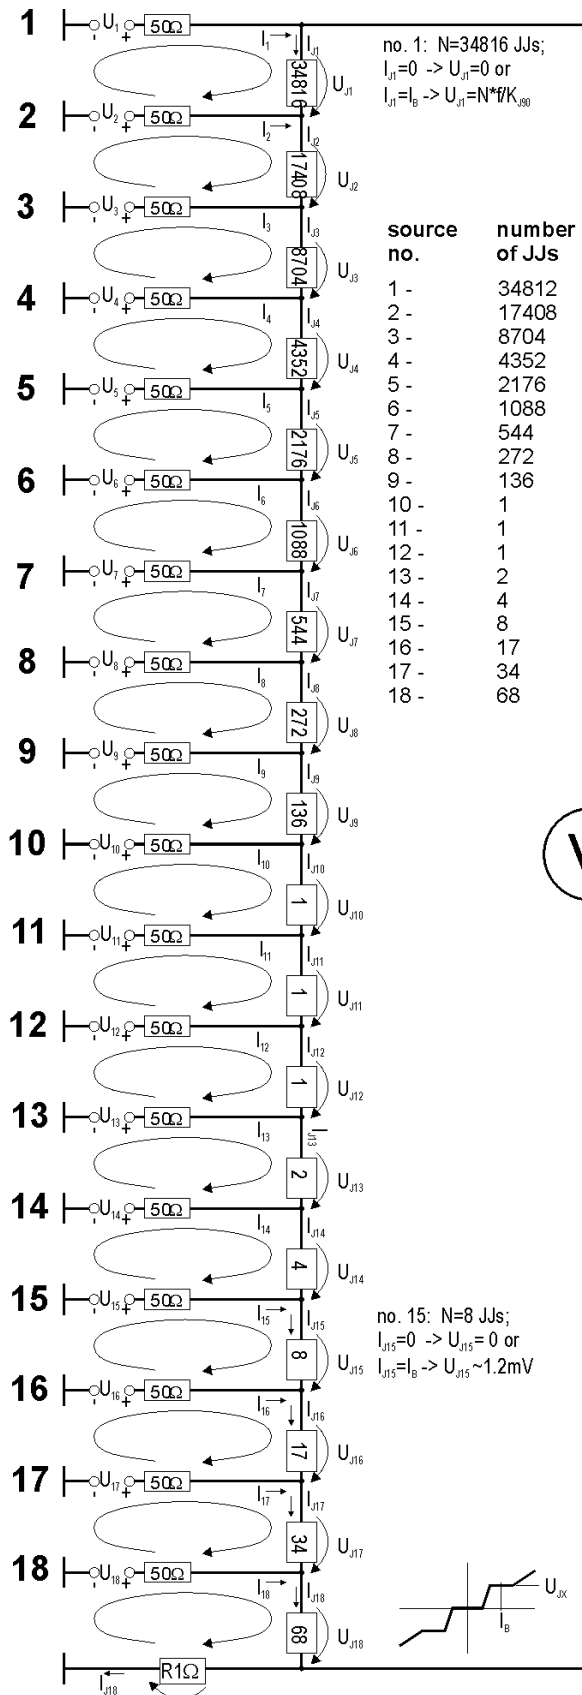 1 U1 50Ω I1 IJ1
no. 1: N=34816 JJs;
IJ1=0 -> UJ1=0 or
IJ1=IB -> UJ1=N*f/KJ90
34816 UJ1
2 U2 + 50Ω I2 IJ2
17408 UJ2
3 U3 + 50Ω I3 IJ3
8704 UJ3
source no. number of JJs
1 - 34812
2 - 17408
3 - 8704
4 - 4352
5 - 2176
6 - 1088
7 - 544
8 - 272
9 - 136
10 - 1
11 - 1
12 - 1
13 - 2
14 - 4
15 - 8
16 - 17
17 - 34
18 - 68
4 U4 + 50Ω I4 IJ4
4352 UJ4
5 U5 + 50Ω I5 IJ5
2176 UJ5
6 U6 + 50Ω I6 IJ6
1088 UJ6
7 U7 + 50Ω I7 IJ7
544 UJ7
8 U8 + 50Ω I8 IJ8
272 UJ8
9 U9 + 50Ω I9 IJ9
136 UJ9
V
10 U10 + 50Ω I10 IJ10
1 UJ10
11 U11 + 50Ω I11 IJ11
1 UJ11
12 U12 + 50Ω I12 IJ12
1 UJ12
13 U13 + 50Ω I13 IJ13
2 UJ13
14 U14 + 50Ω I14 IJ14
4 UJ14
15 U15 + 50Ω I15 IJ15
no. 15: N=8 JJs;
IJ15=0 -> UJ15= 0 or
IJ15=IB -> UJ15~1.2mV
8 UJ15
16 U16 + 50Ω I16 IJ16
17 UJ16
17 U17 + 50Ω I17 IJ17
34 UJ17
18 U18 + 50Ω I18 IJ18
68 UJ18
UJX
IB
R1Ω
IJ18